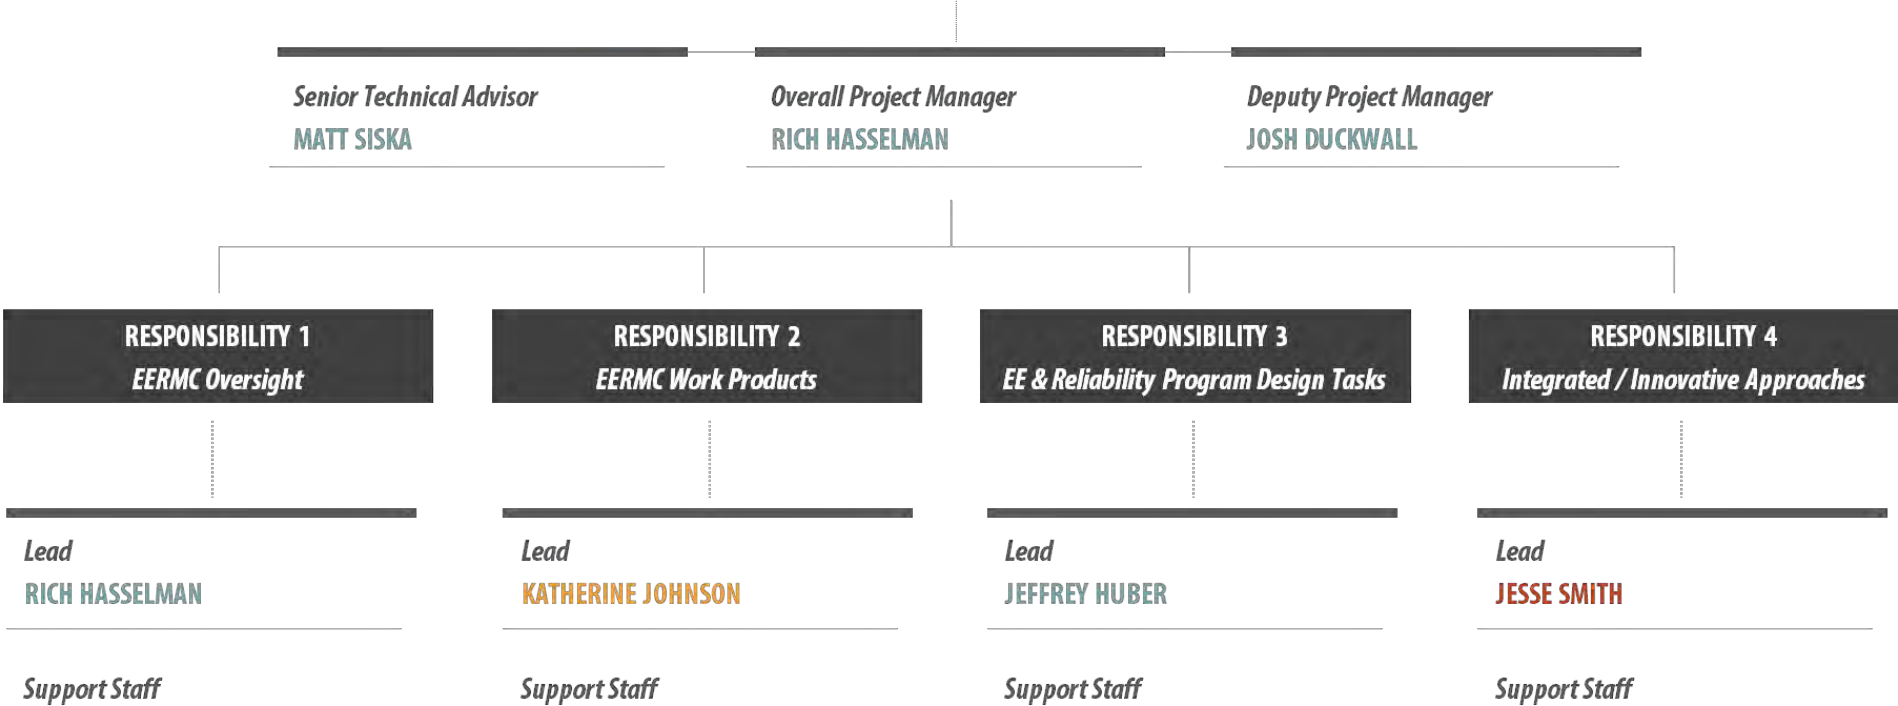 Senior Technical Advisor
MATT SISKA
Overall Project Manager
RICH HASSELMAN
Deputy Project Manager
JOSH DUCKWALL
RESPONSIBILITY 1
EERMC Oversight
RESPONSIBILITY 2
EERMC Work Products
RESPONSIBILITY 3
EE & Reliability Program Design Tasks
RESPONSIBILITY 4
Integrated / Innovative Approaches
Lead
RICH HASSELMAN
Lead
KATHERINE JOHNSON
Lead
JEFFREY HUBER
Lead
JESSE SMITH
Support Staff
Support Staff
Support Staff
Support Staff